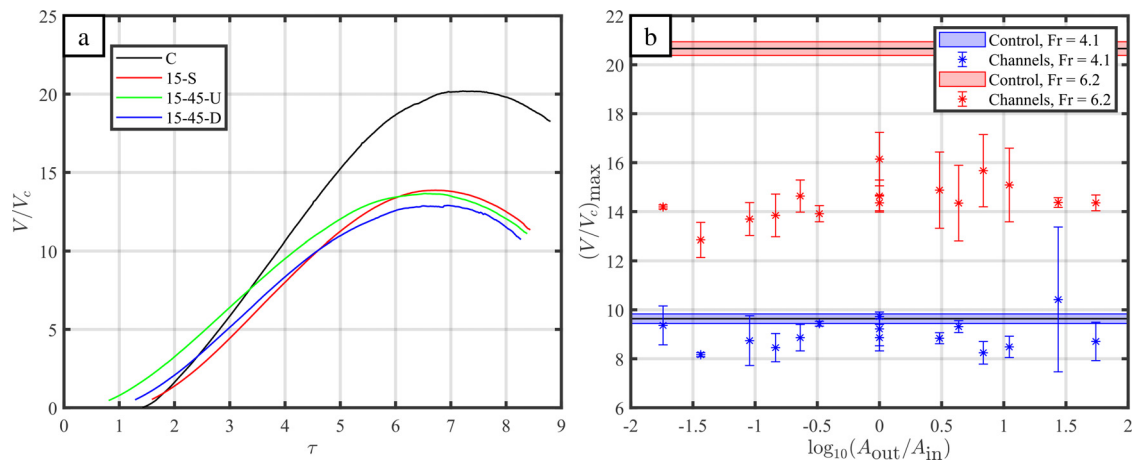 a
C
15-S
15-45-U
15-45-D
25
20
15
10
5
0
V/V_c
0 1 2 3 4 5 6 7 8 9
τ
b
Control, Fr = 4.1
Channels, Fr = 4.1
Control, Fr = 6.2
Channels, Fr = 6.2
22
20
18
16
14
12
10
8
6
(V/V_c)_max
-2 -1.5 -1 -0.5 0 0.5 1 1.5 2
log_10(A_out/A_in)